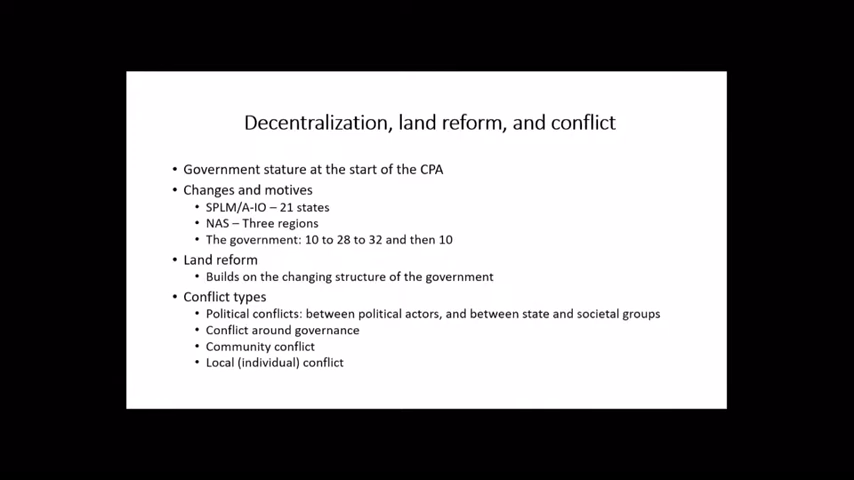 Decentralization, land reform, and conflict
• Government stature at the start of the CPA
• Changes and motives
• SPLM/A-IO – 21 states
• NAS – Three regions
• The government: 10 to 28 to 32 and then 10
• Land reform
• Builds on the changing structure of the government
• Conflict types
• Political conflicts: between political actors, and between state and societal groups
• Conflict around governance
• Community conflict
• Local (individual) conflict